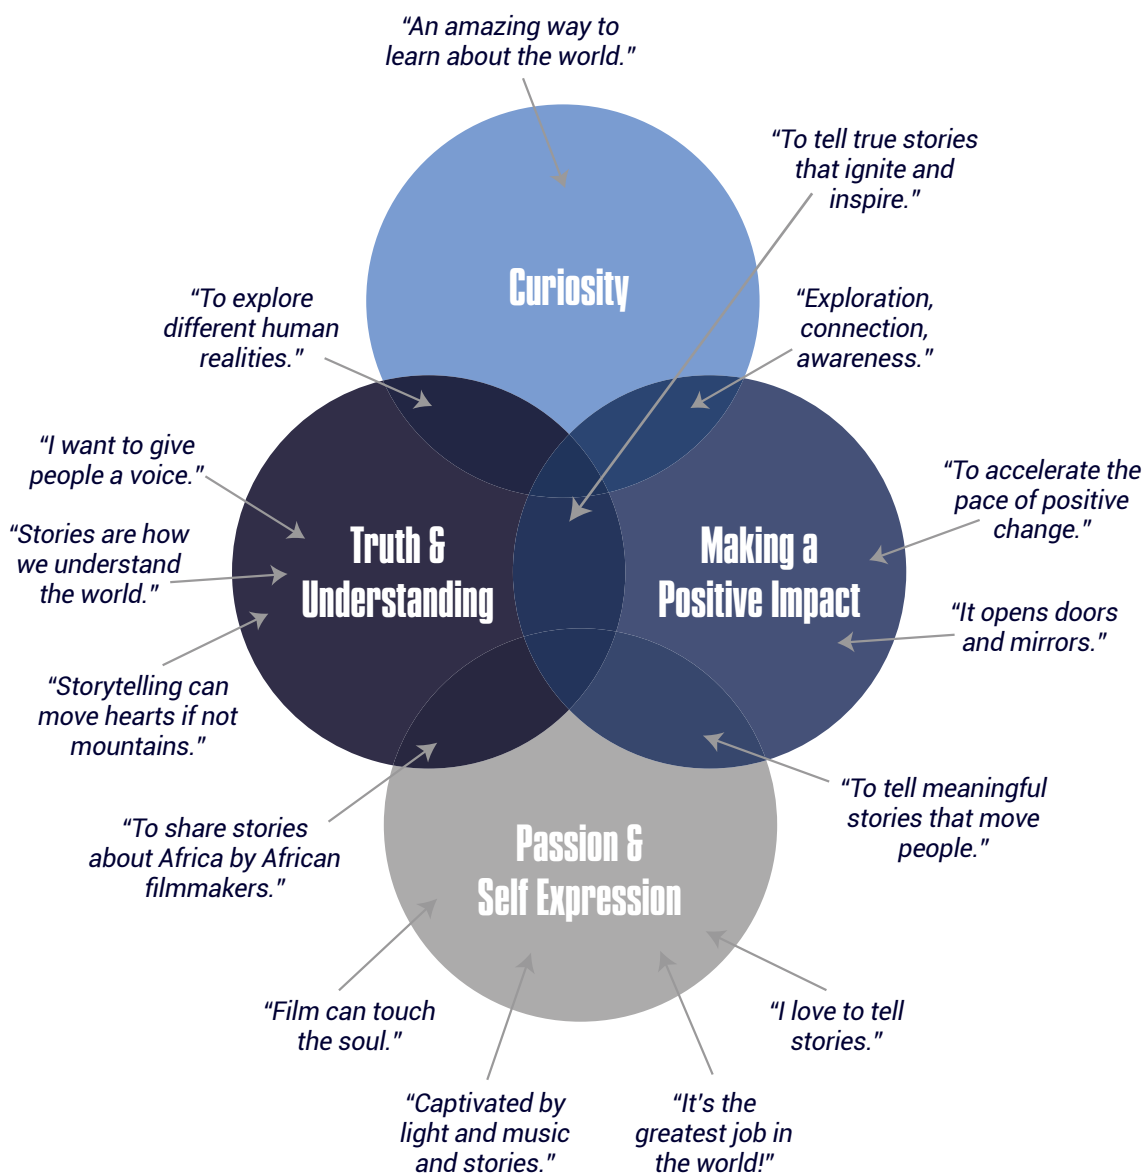 “An amazing way to
learn about the world.”
“To tell true stories
that ignite and
inspire.”
Curiosity
“To explore
different human
realities.”
“Exploration,
connection,
awareness.”
“I want to give
people a voice.”
“To accelerate the
pace of positive
change.”
“Stories are how
we understand
the world.”
Truth &
Understanding
Making a
Positive Impact
“It opens doors
and mirrors.”
“Storytelling can
move hearts if not
mountains.”
“To tell meaningful
stories that move
people.”
“To share stories
about Africa by African
filmmakers.”
Passion &
Self Expression
“Film can touch
the soul.”
“I love to tell
stories.”
“Captivated by
light and music
and stories.”
“It’s the
greatest job in
the world!”